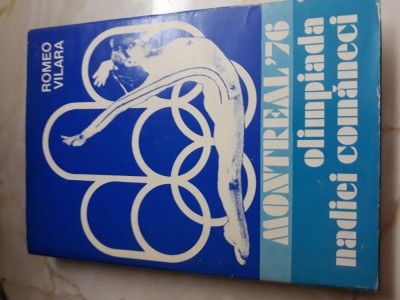 ROMEO
VILARA
MONTREAL '76
olimpiada
nadiei comăneci